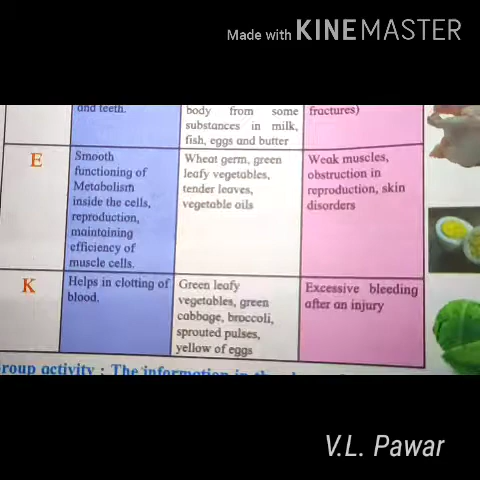 Made with KINEMASTER
and teeth.
body from some
substances in milk,
fish, eggs and butter
fractures)
E
Smooth
functioning of
Metabolism
inside the cells,
reproduction,
maintaining
efficiency of
muscle cells.
Wheat germ, green
leafy vegetables,
tender leaves,
vegetable oils
Weak muscles,
obstruction in
reproduction, skin
disorders
K
Helps in clotting of
blood.
Green leafy
vegetables, green
cabbage, broccoli,
sprouted pulses,
yellow of eggs
Excessive bleeding
after an injury
roup activity : The information in
V.L. Pawar